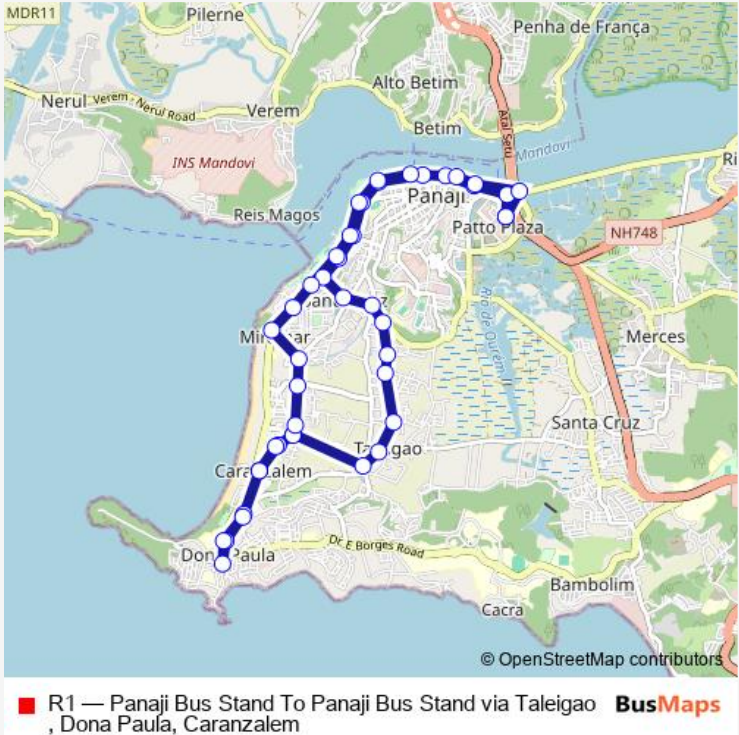 MDR11
Pilerne
Penha de França
Alto Betim
Nerul
Verem - Nerul Road
Verem
Betim
Atal Setu
Mandovi
INS Mandovi
Panaji
Reis Magos
Patto Plaza
NH748
Rio de Ourem
Merces
Santa Cruz
Caranzalem
Dona Paula
Dr. E Borges Road
Bambolim
Cacra
© OpenStreetMap contributors
R1 — Panaji Bus Stand To Panaji Bus Stand via Taleigao
, Dona Paula, Caranzalem
BusMaps